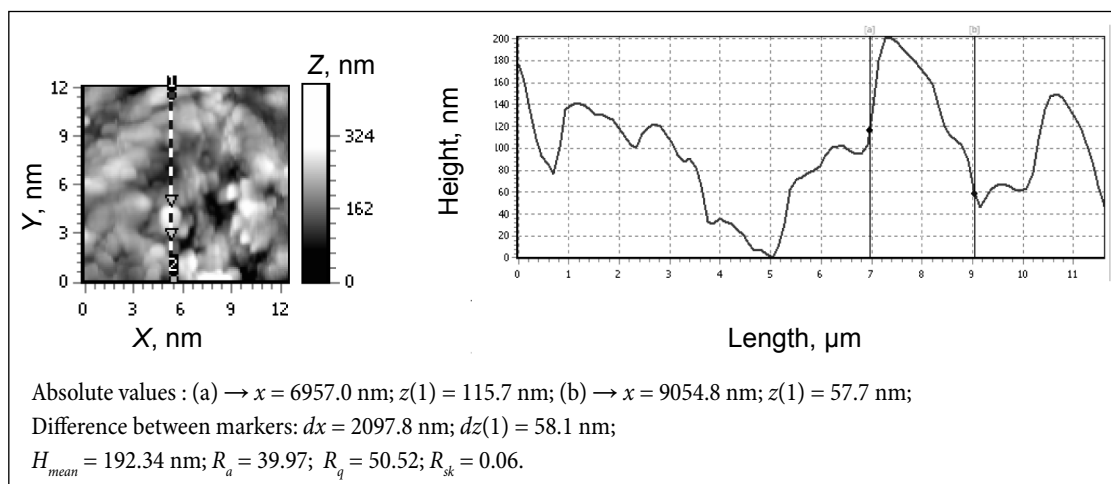 Z, nm
324
162
0
12
9
6
3
0
Y, nm
1
2
0 3 6 9 12
X, nm
[a] [b]
200
180
160
140
120
100
80
60
40
20
0
Height, nm
0 1 2 3 4 5 6 7 8 9 10 11
Length, μm
Absolute values : (a) → x = 6957.0 nm; z(1) = 115.7 nm; (b) → x = 9054.8 nm; z(1) = 57.7 nm;
Difference between markers: dx = 2097.8 nm; dz(1) = 58.1 nm;
Hmean = 192.34 nm; Ra = 39.97; Rq = 50.52; Rsk = 0.06.